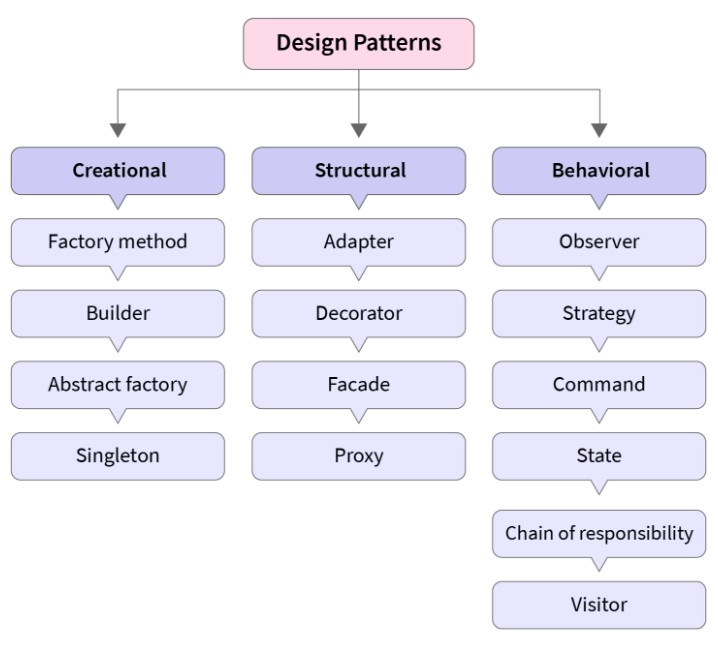 Design Patterns
Creational
Factory method
Builder
Abstract factory
Singleton
Structural
Adapter
Decorator
Facade
Proxy
Behavioral
Observer
Strategy
Command
State
Chain of responsibility
Visitor